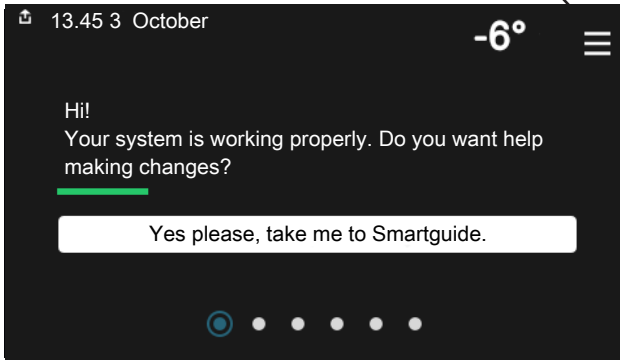 13.45 3 October
-6°
Hi!
Your system is working properly. Do you want help
making changes?
Yes please, take me to Smartguide.